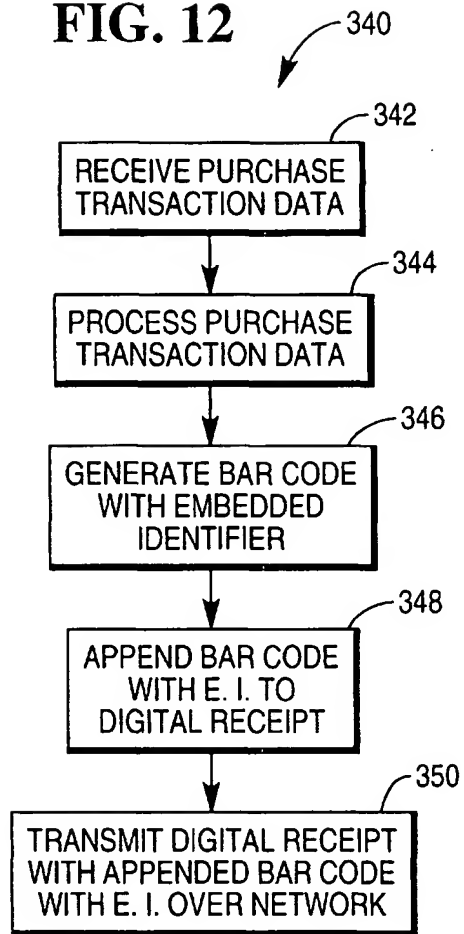 FIG. 12
340
342
RECEIVE PURCHASE
TRANSACTION DATA
344
PROCESS PURCHASE
TRANSACTION DATA
346
GENERATE BAR CODE
WITH EMBEDDED
IDENTIFIER
348
APPEND BAR CODE
WITH E. I. TO
DIGITAL RECEIPT
350
TRANSMIT DIGITAL RECEIPT
WITH APPENDED BAR CODE
WITH E. I. OVER NETWORK